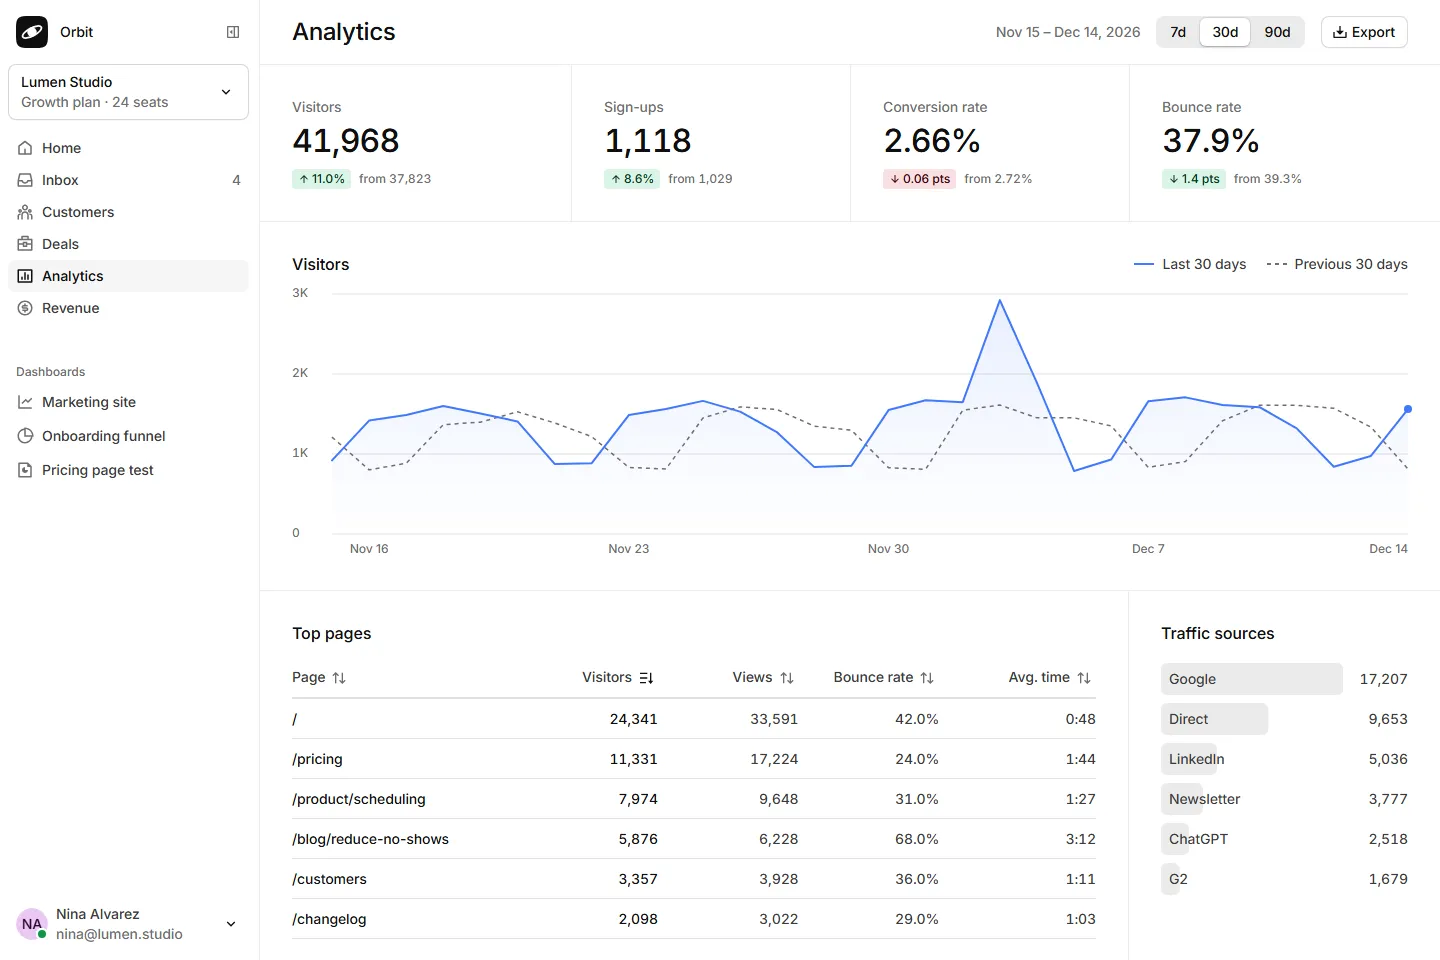 Orbit
Lumen Studio
Growth plan · 24 seats
Home
Inbox 4
Customers
Deals
Analytics
Revenue
Dashboards
Marketing site
Onboarding funnel
Pricing page test
NA
Nina Alvarez
nina@lumen.studio
Analytics
Nov 15 – Dec 14, 2026
7d 30d 90d
Export
Visitors
41,968
↑ 11.0% from 37,823
Sign-ups
1,118
↑ 8.6% from 1,029
Conversion rate
2.66%
↓ 0.06 pts from 2.72%
Bounce rate
37.9%
↓ 1.4 pts from 39.3%
Visitors
Last 30 days Previous 30 days
3K
2K
1K
0
Nov 16 Nov 23 Nov 30 Dec 7 Dec 14
Top pages
Page Visitors Views Bounce rate Avg. time
/ 24,341 33,591 42.0% 0:48
/pricing 11,331 17,224 24.0% 1:44
/product/scheduling 7,974 9,648 31.0% 1:27
/blog/reduce-no-shows 5,876 6,228 68.0% 3:12
/customers 3,357 3,928 36.0% 1:11
/changelog 2,098 3,022 29.0% 1:03
Traffic sources
Google 17,207
Direct 9,653
LinkedIn 5,036
Newsletter 3,777
ChatGPT 2,518
G2 1,679